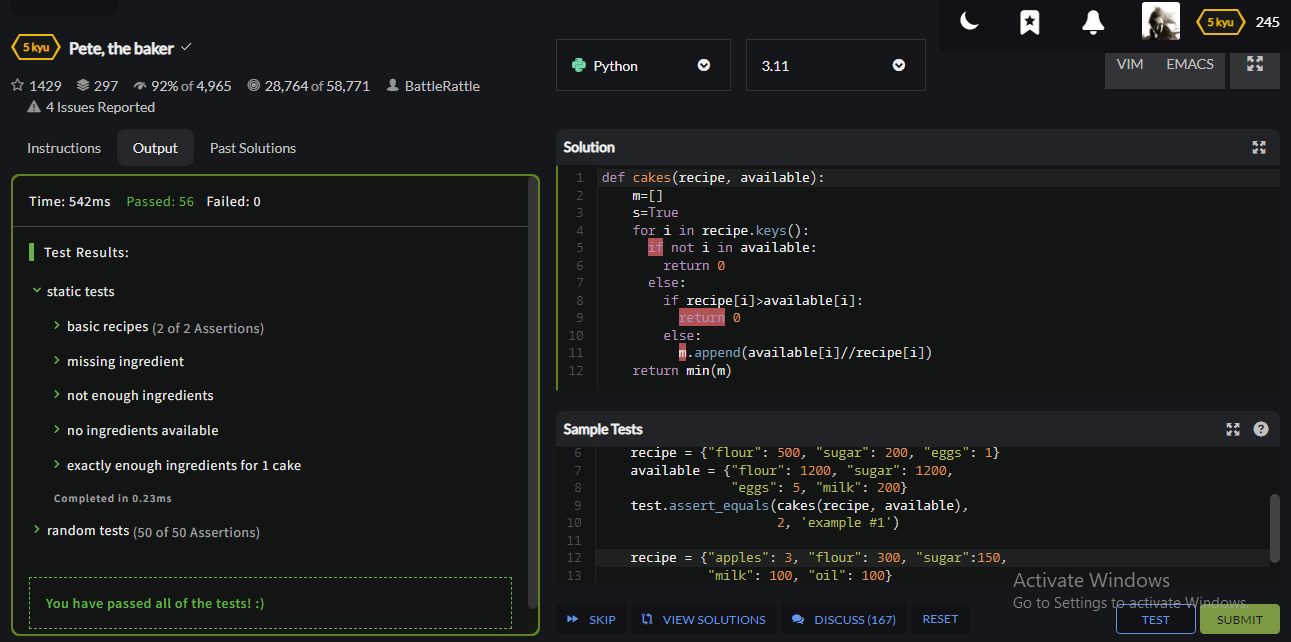 5 kyu Pete, the baker
1429 297 92% of 4,965 28,764 of 58,771 BattleRattle
4 Issues Reported
Instructions Output Past Solutions
Time: 542ms Passed: 56 Failed: 0
Test Results:
static tests
basic recipes (2 of 2 Assertions)
missing ingredient
not enough ingredients
no ingredients available
exactly enough ingredients for 1 cake
Completed in 0.23ms
random tests (50 of 50 Assertions)
You have passed all of the tests! :)
5 kyu 245
Python 3.11 VIM EMACS
Solution
1 def cakes(recipe, available):
2 m=[]
3 s=True
4 for i in recipe.keys():
5 if not i in available:
6 return 0
7 else:
8 if recipe[i]>available[i]:
9 return 0
10 else:
11 m.append(available[i]//recipe[i])
12 return min(m)
Sample Tests ?
6 recipe = {"flour": 500, "sugar": 200, "eggs": 1}
7 available = {"flour": 1200, "sugar": 1200,
8 "eggs": 5, "milk": 200}
9 test.assert_equals(cakes(recipe, available),
10 2, 'example #1')
11
12 recipe = {"apples": 3, "flour": 300, "sugar":150,
13 "milk": 100, "oil": 100}
Activate Windows
Go to Settings to activate Windows.
SKIP VIEW SOLUTIONS DISCUSS (167) RESET TEST SUBMIT